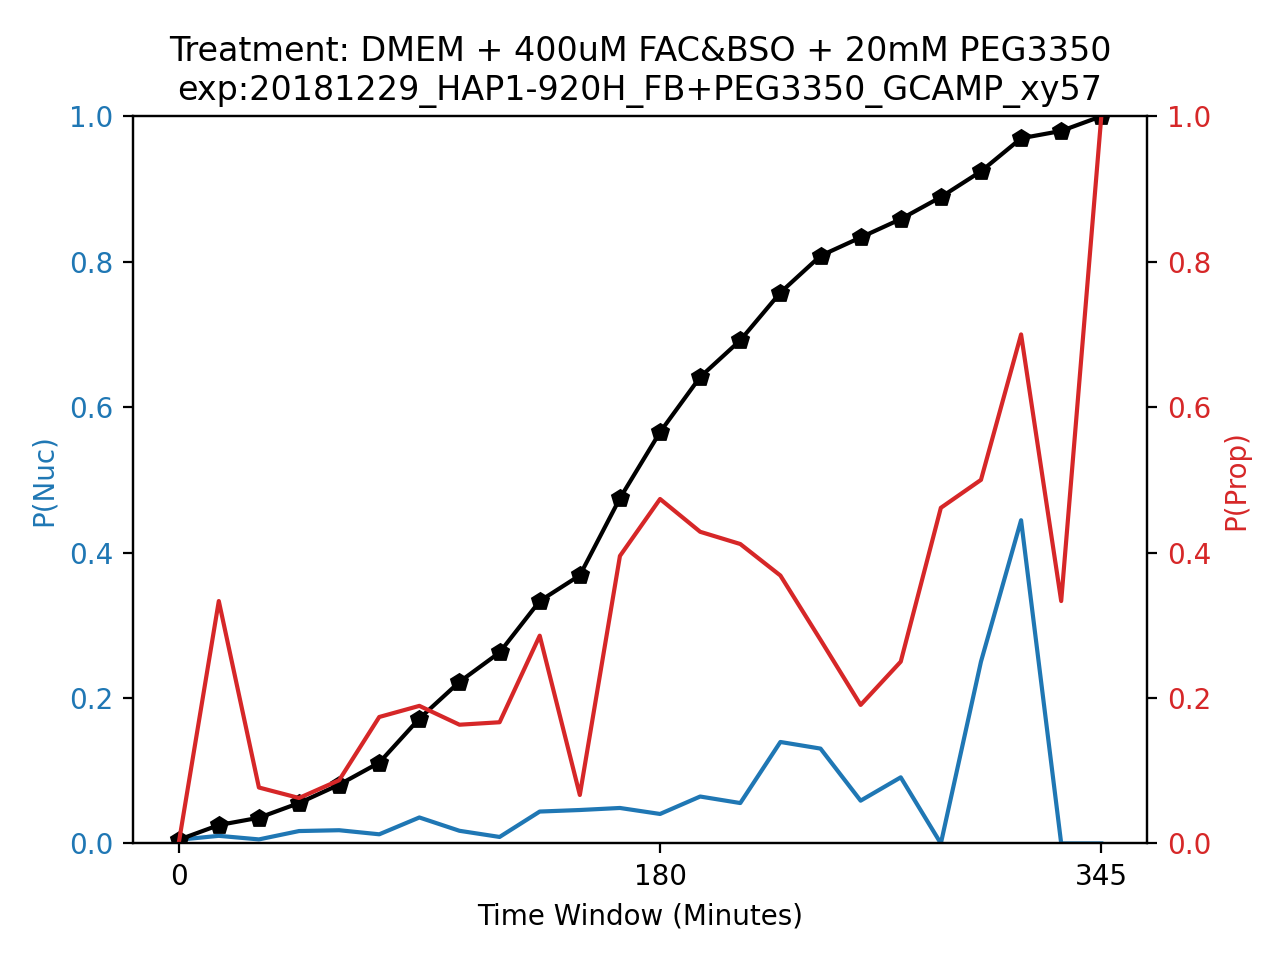 Treatment: DMEM + 400uM FAC&BSO + 20mM PEG3350
exp:20181229_HAP1-920H_FB+PEG3350_GCAMP_xy57
1.0
0.8
0.6
0.4
0.2
0.0
P(Nuc)
1.0
0.8
0.6
0.4
0.2
0.0
P(Prop)
0 180 345
Time Window (Minutes)